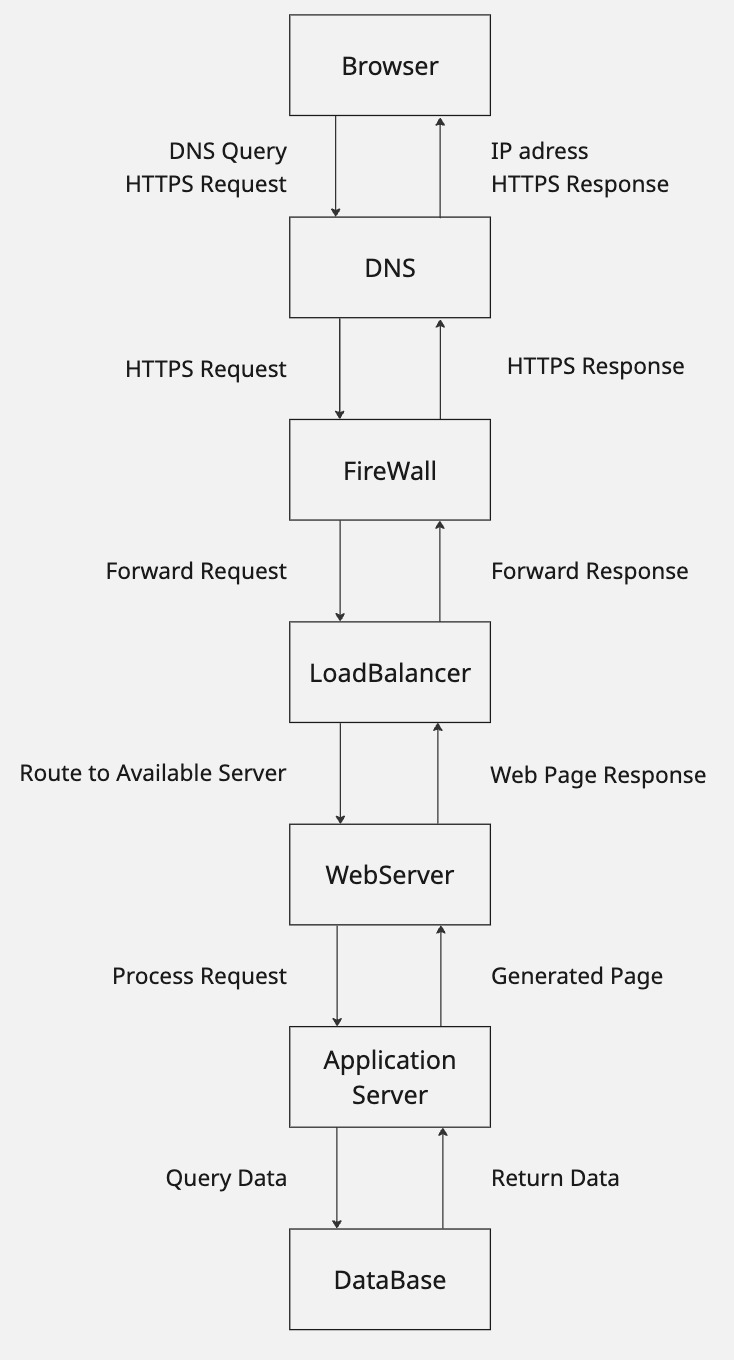 Browser
DNS Query
HTTPS Request
IP adress
HTTPS Response
DNS
HTTPS Request
HTTPS Response
FireWall
Forward Request
Forward Response
LoadBalancer
Route to Available Server
Web Page Response
WebServer
Process Request
Generated Page
Application
Server
Query Data
Return Data
DataBase